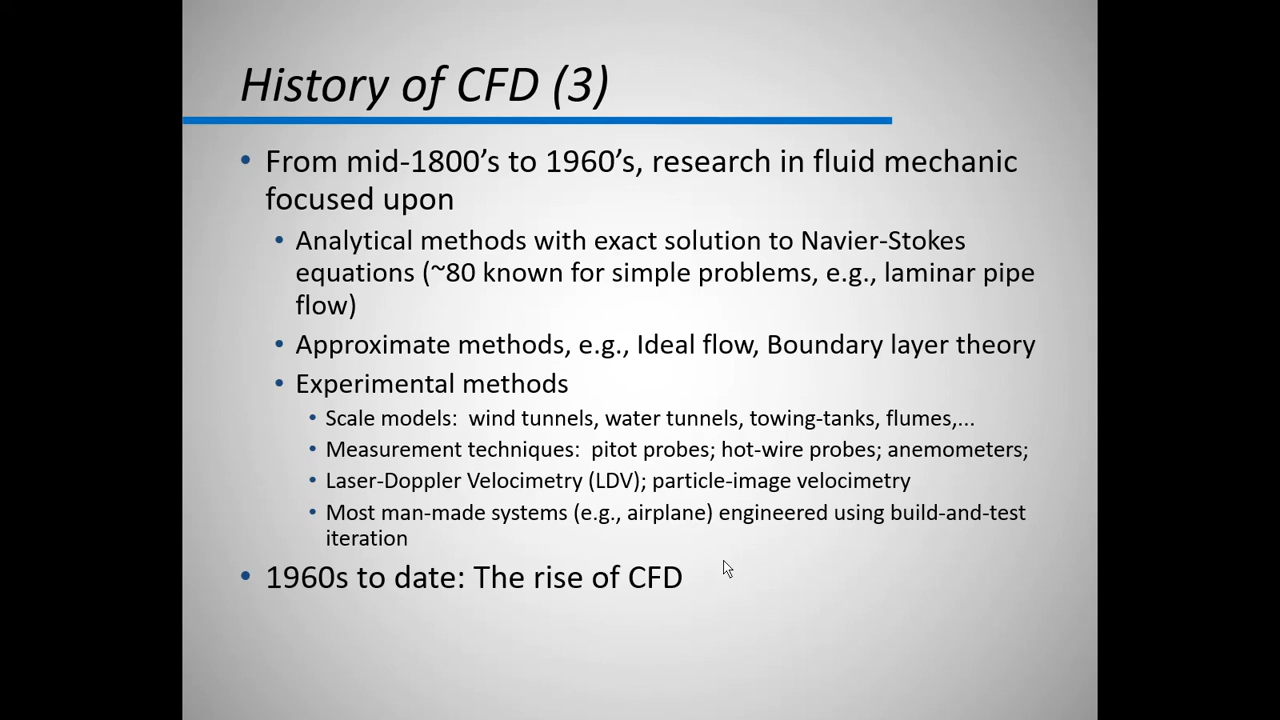 History of CFD (3)
• From mid-1800’s to 1960’s, research in fluid mechanic
focused upon
• Analytical methods with exact solution to Navier-Stokes
equations (~80 known for simple problems, e.g., laminar pipe
flow)
• Approximate methods, e.g., Ideal flow, Boundary layer theory
• Experimental methods
• Scale models:  wind tunnels, water tunnels, towing-tanks, flumes,...
• Measurement techniques:  pitot probes; hot-wire probes; anemometers;
• Laser-Doppler Velocimetry (LDV); particle-image velocimetry
• Most man-made systems (e.g., airplane) engineered using build-and-test
iteration
• 1960s to date: The rise of CFD